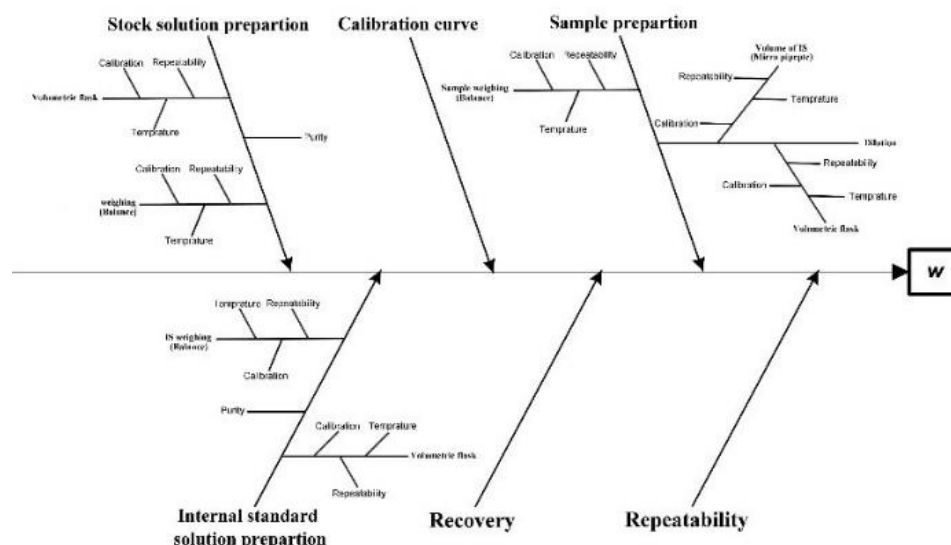 Stock solution prepartion
Calibration curve
Sample prepartion
Calibration
Repeatability
Volumetric flask
Temprature
Purity
Calibration
Repeatability
weighing
(Balance)
Temprature
Calibration
Repeatability
Sample weighing
(Balance)
Temprature
Volume of IS
(Micro pipepte)
Repeatability
Temprature
Calibration
Dilution
Repeatability
Calibration
Temprature
Volumetric flask
w
Temprature
Repeatability
IS weighing
(Balance)
Calibration
Purity
Calibration
Temprature
Volumetric flask
Repeatability
Internal standard
solution prepartion
Recovery
Repeatability